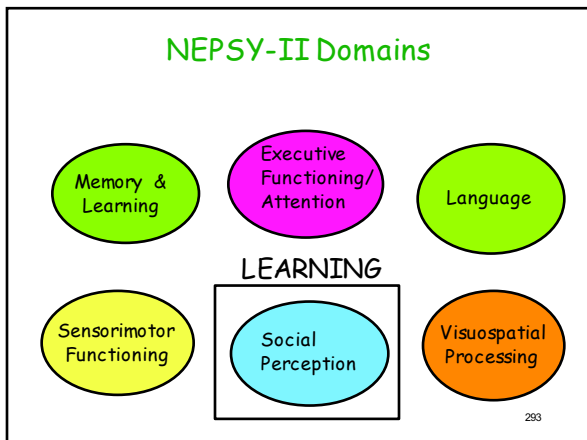 NEPSY-II Domains
Memory &
Learning
Executive
Functioning/
Attention
Language
LEARNING
Sensorimotor
Functioning
Social
Perception
Visuospatial
Processing
293